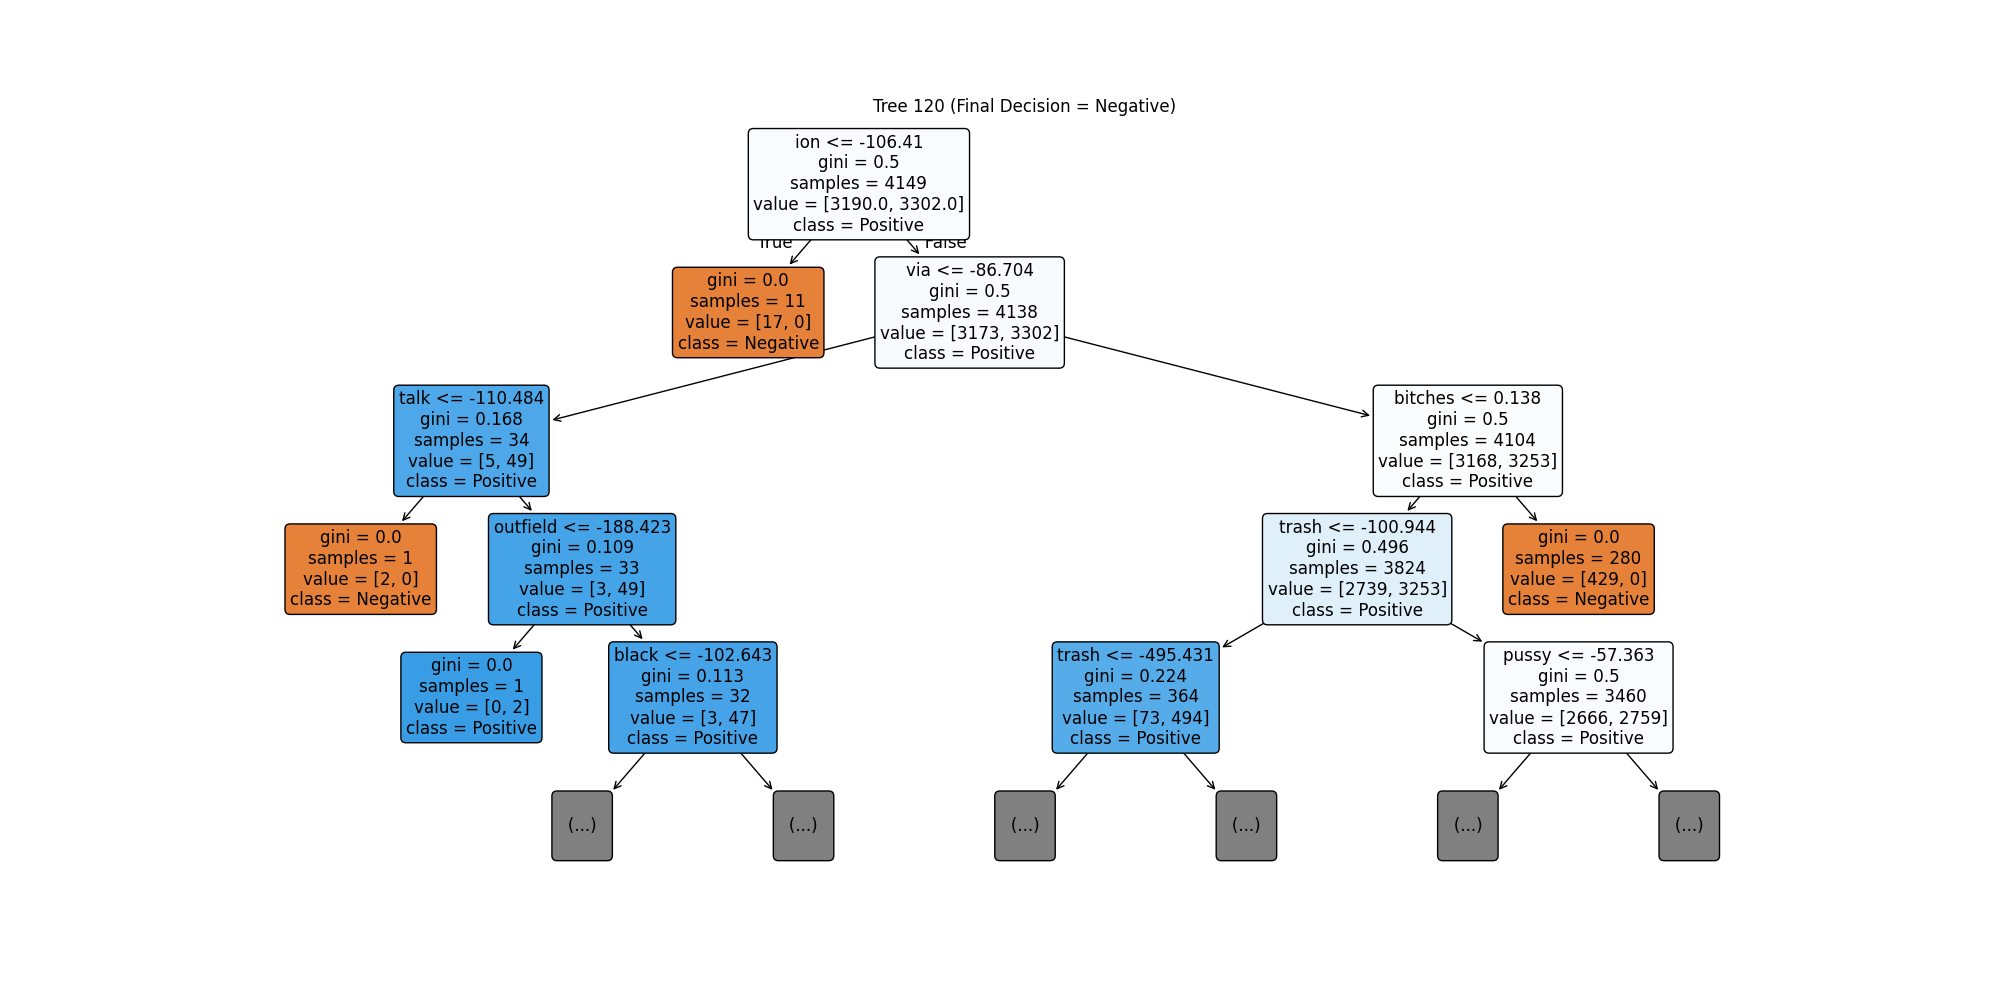 Tree 120 (Final Decision = Negative)
ion <= -106.41
gini = 0.5
samples = 4149
value = [3190.0, 3302.0]
class = Positive
True
False
gini = 0.0
samples = 11
value = [17, 0]
class = Negative
via <= -86.704
gini = 0.5
samples = 4138
value = [3173, 3302]
class = Positive
talk <= -110.484
gini = 0.168
samples = 34
value = [5, 49]
class = Positive
bitches <= 0.138
gini = 0.5
samples = 4104
value = [3168, 3253]
class = Positive
gini = 0.0
samples = 1
value = [2, 0]
class = Negative
outfield <= -188.423
gini = 0.109
samples = 33
value = [3, 49]
class = Positive
trash <= -100.944
gini = 0.496
samples = 3824
value = [2739, 3253]
class = Positive
gini = 0.0
samples = 280
value = [429, 0]
class = Negative
gini = 0.0
samples = 1
value = [0, 2]
class = Positive
black <= -102.643
gini = 0.113
samples = 32
value = [3, 47]
class = Positive
trash <= -495.431
gini = 0.224
samples = 364
value = [73, 494]
class = Positive
pussy <= -57.363
gini = 0.5
samples = 3460
value = [2666, 2759]
class = Positive
(...)
(...)
(...)
(...)
(...)
(...)